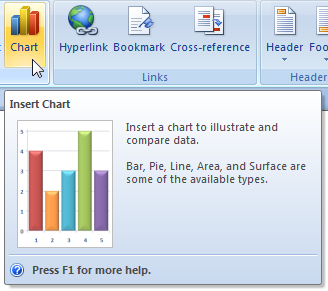 Chart Hyperlink Bookmark Cross-reference Header Foo
Links Header
Insert Chart
Insert a chart to illustrate and
compare data.
Bar, Pie, Line, Area, and Surface are
some of the available types.
5
4
3
2
1
0
1 2 3 4 5
Press F1 for more help.